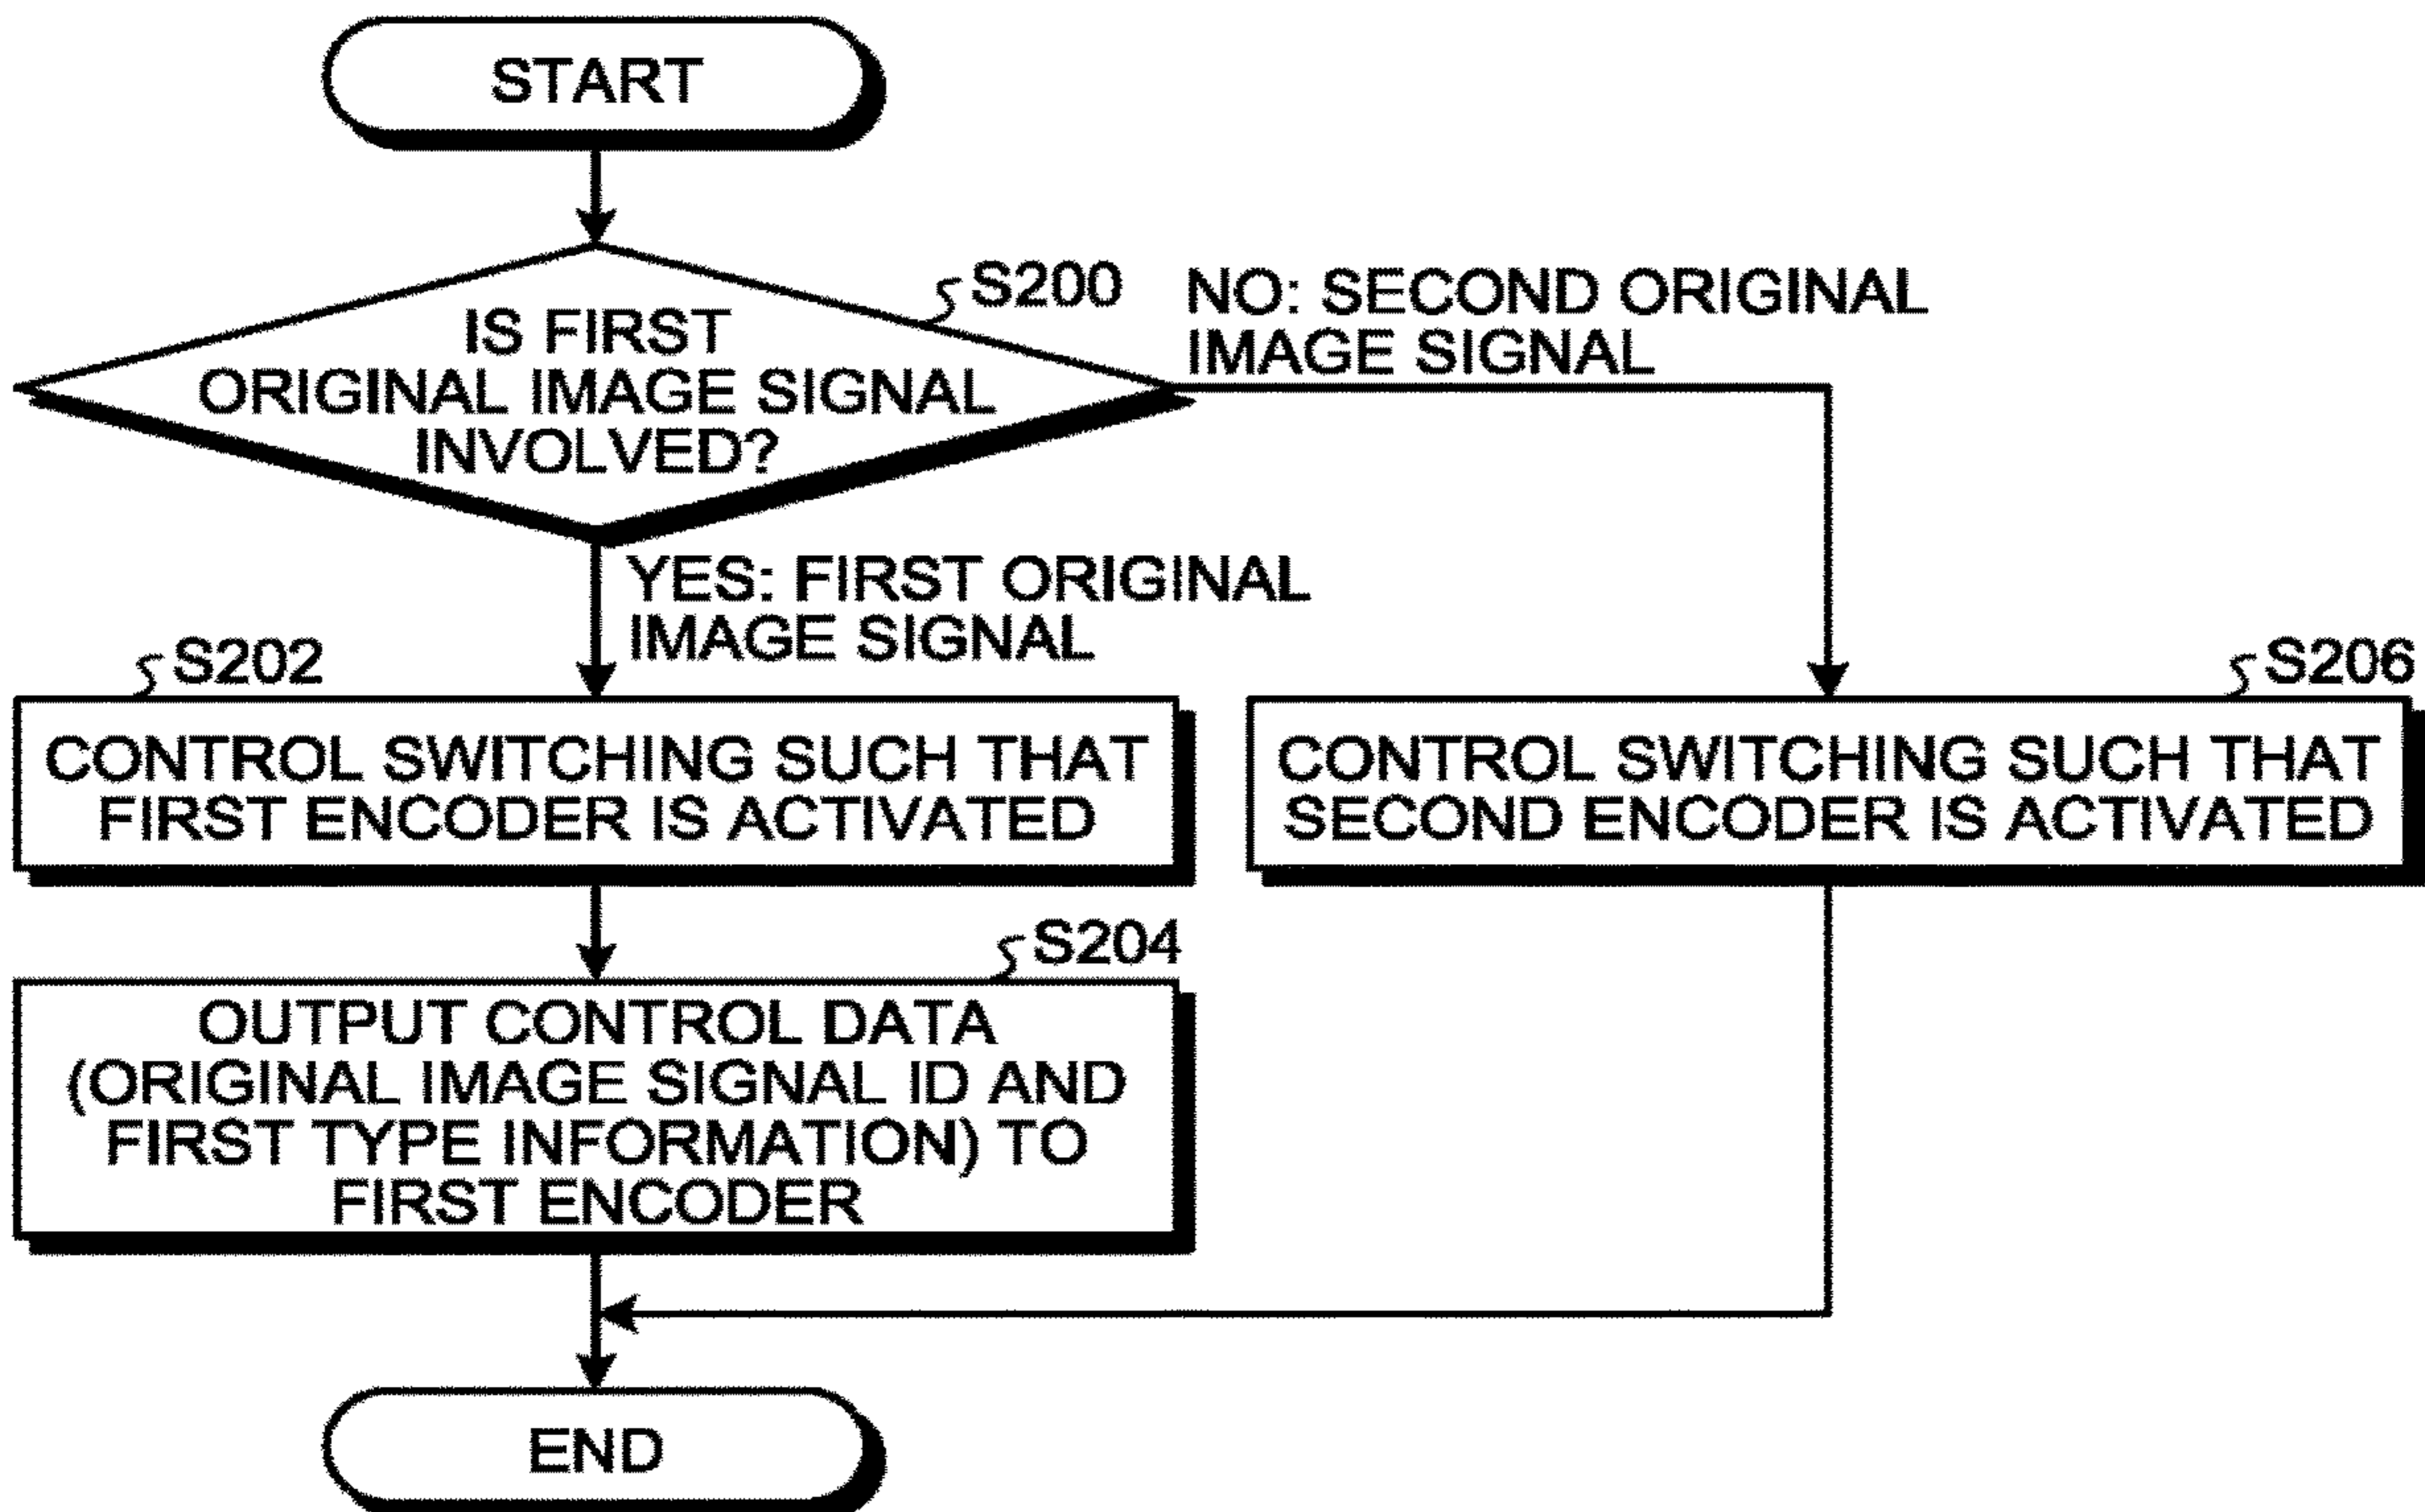 START
S200
IS FIRST
ORIGINAL IMAGE SIGNAL
INVOLVED?
NO: SECOND ORIGINAL
IMAGE SIGNAL
YES: FIRST ORIGINAL
IMAGE SIGNAL
S202
CONTROL SWITCHING SUCH THAT
FIRST ENCODER IS ACTIVATED
S206
CONTROL SWITCHING SUCH THAT
SECOND ENCODER IS ACTIVATED
S204
OUTPUT CONTROL DATA
(ORIGINAL IMAGE SIGNAL ID AND
FIRST TYPE INFORMATION) TO
FIRST ENCODER
END